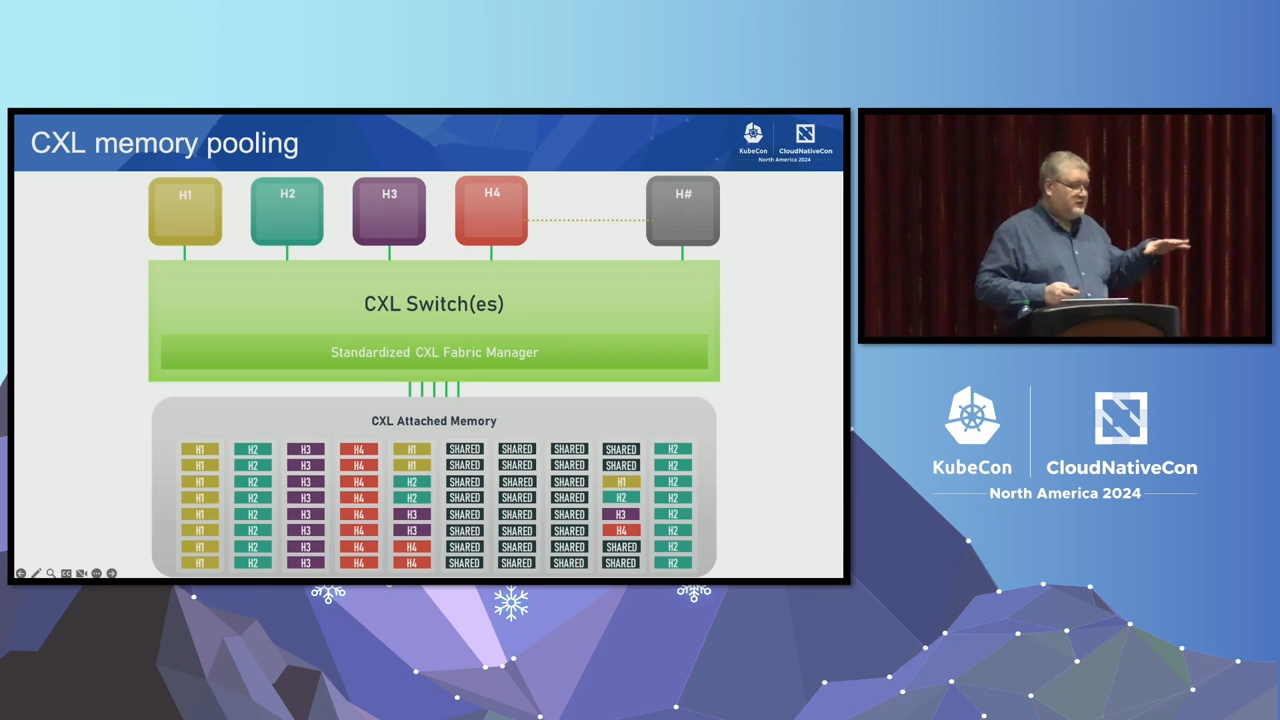 CXL memory pooling
KubeCon
CloudNativeCon
North America 2024
H1
H2
H3
H4
H#
CXL Switch(es)
Standardized CXL Fabric Manager
CXL Attached Memory
H1 H2 H3 H4 H1 SHARED SHARED SHARED SHARED H2
H1 H2 H3 H4 H1 SHARED SHARED SHARED SHARED H2
H1 H2 H3 H4 H2 SHARED SHARED SHARED H1 H2
H1 H2 H3 H4 H2 SHARED SHARED SHARED H2 H2
H1 H2 H3 H4 H3 SHARED SHARED SHARED H3 H2
H1 H2 H3 H4 H3 SHARED SHARED SHARED H4 H2
H1 H2 H3 H4 H4 SHARED SHARED SHARED SHARED H2
H1 H2 H3 H4 H4 SHARED SHARED SHARED SHARED H2
KubeCon
CloudNativeCon
North America 2024